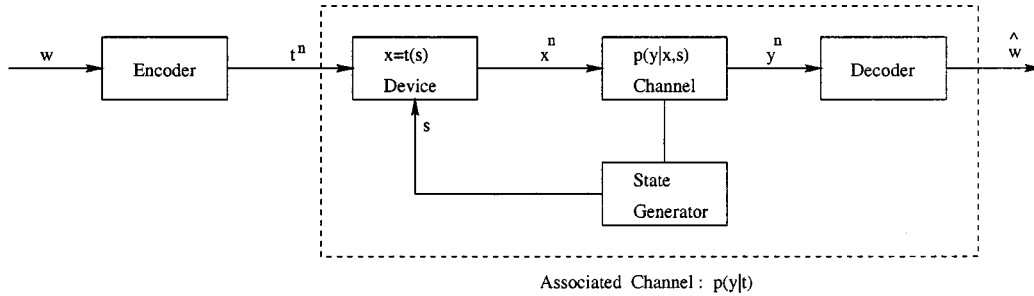 w
Encoder
t^n
x=t(s)
Device
x^n
p(y|x,s)
Channel
y^n
Decoder
ŵ
s
State
Generator
Associated Channel : p(y|t)